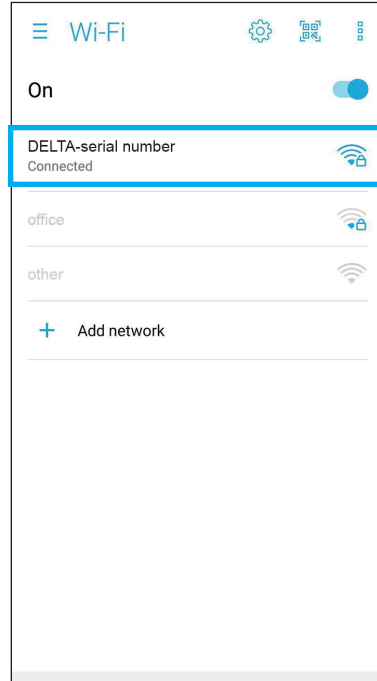 Wi-Fi
On
DELTA-serial number
Connected
office
other
Add network